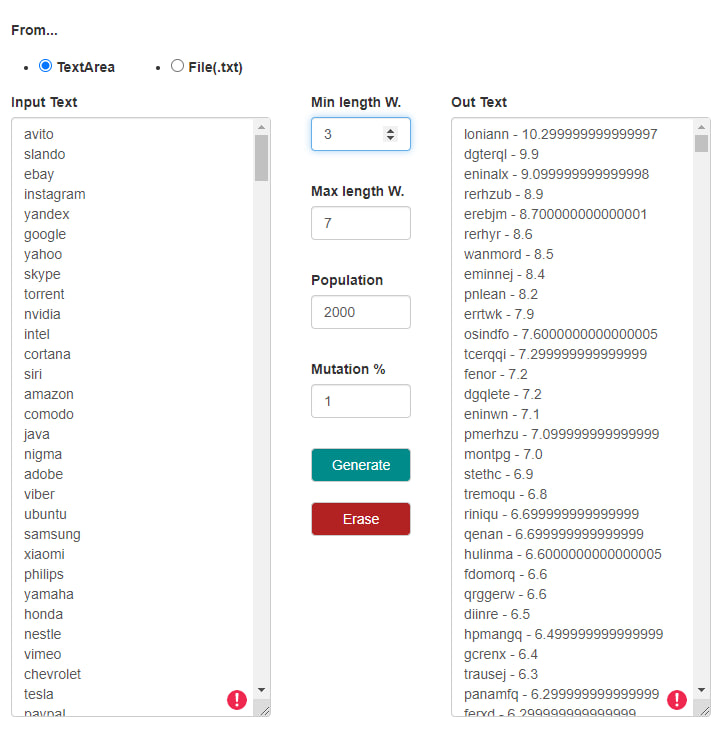 From...
TextArea
File(.txt)
Input Text
avito
slando
ebay
instagram
yandex
google
yahoo
skype
torrent
nvidia
intel
cortana
siri
amazon
comodo
java
nigma
adobe
viber
ubuntu
samsung
xiaomi
philips
yamaha
honda
nestle
vimeo
chevrolet
tesla
paypal
Min length W.
3
Max length W.
7
Population
2000
Mutation %
1
Generate
Erase
Out Text
loniann - 10.299999999999997
dgterql - 9.9
eninalx - 9.099999999999998
rerhzub - 8.9
erebjm - 8.700000000000001
rerhyr - 8.6
wanmord - 8.5
eminnej - 8.4
pnlean - 8.2
errtwk - 7.9
osindfo - 7.6000000000000005
tcerqqi - 7.299999999999999
fenor - 7.2
dgqlete - 7.2
eninwn - 7.1
pmerhzu - 7.099999999999999
montpg - 7.0
stethc - 6.9
tremoqu - 6.8
riniqu - 6.699999999999999
qenan - 6.699999999999999
hulinma - 6.6000000000000005
fdomorq - 6.6
qrggerw - 6.6
diinre - 6.5
hpmangq - 6.499999999999999
gcrenx - 6.4
trausej - 6.3
panamfq - 6.299999999999999
ferxd - 6.299999999999999